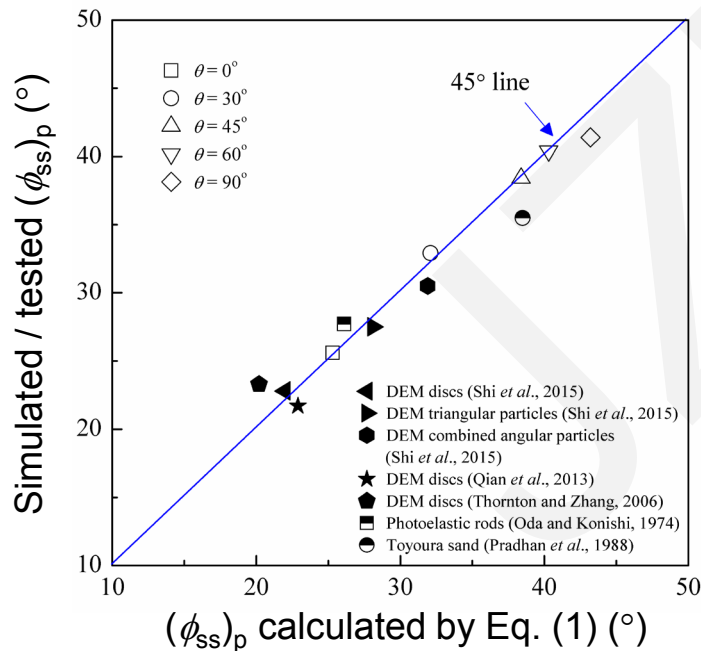 50
40
30
20
10
10
20
30
40
50
Simulated / tested (ϕss)p (°)
θ = 0°
θ = 30°
θ = 45°
θ = 60°
θ = 90°
45° line
DEM discs (Shi et al., 2015)
DEM triangular particles (Shi et al., 2015)
DEM combined angular particles
(Shi et al., 2015)
DEM discs (Qian et al., 2013)
DEM discs (Thornton and Zhang, 2006)
Photoelastic rods (Oda and Konishi, 1974)
Toyoura sand (Pradhan et al., 1988)
(ϕss)p calculated by Eq. (1) (°)